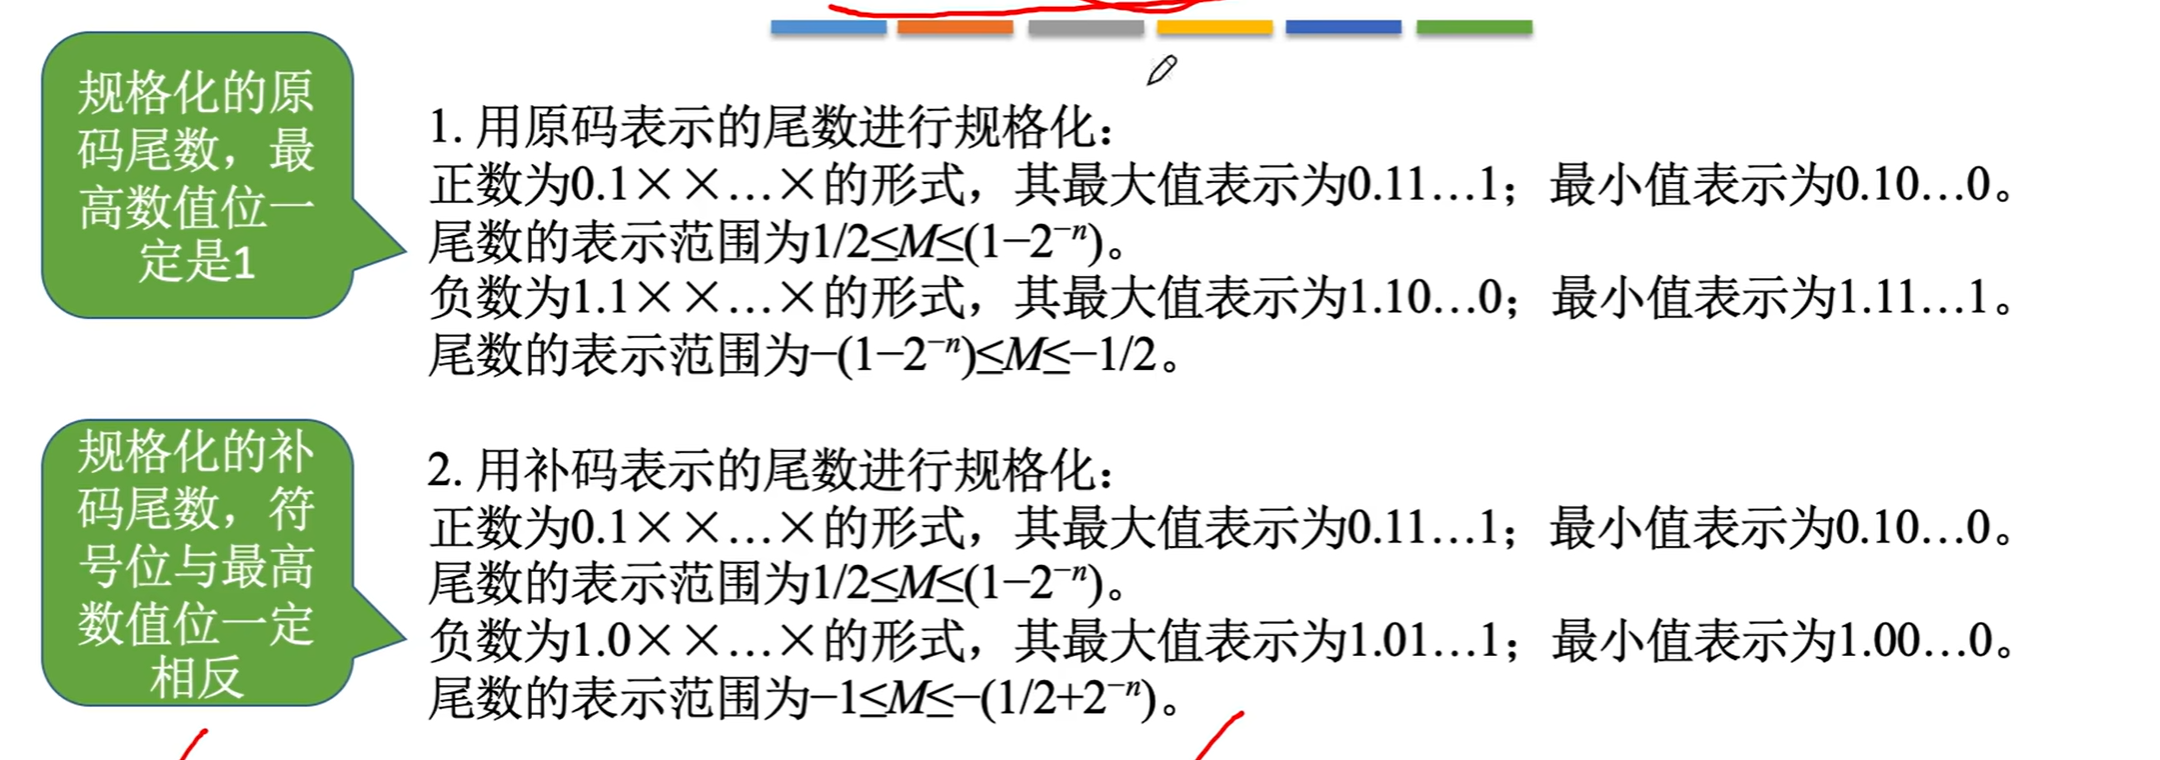 规格化的原
码尾数，最
高数值位一
定是1
1. 用原码表示的尾数进行规格化：
正数为0.1××…×的形式，其最大值表示为0.11…1；最小值表示为0.10…0。
尾数的表示范围为1/2≤M≤(1−2⁻ⁿ)。
负数为1.1××…×的形式，其最大值表示为1.10…0；最小值表示为1.11…1。
尾数的表示范围为−(1−2⁻ⁿ)≤M≤−1/2。
规格化的补
码尾数，符
号位与最高
数值位一定
相反
2. 用补码表示的尾数进行规格化：
正数为0.1××…×的形式，其最大值表示为0.11…1；最小值表示为0.10…0。
尾数的表示范围为1/2≤M≤(1−2⁻ⁿ)。
负数为1.0××…×的形式，其最大值表示为1.01…1；最小值表示为1.00…0。
尾数的表示范围为−1≤M≤−(1/2+2⁻ⁿ)。